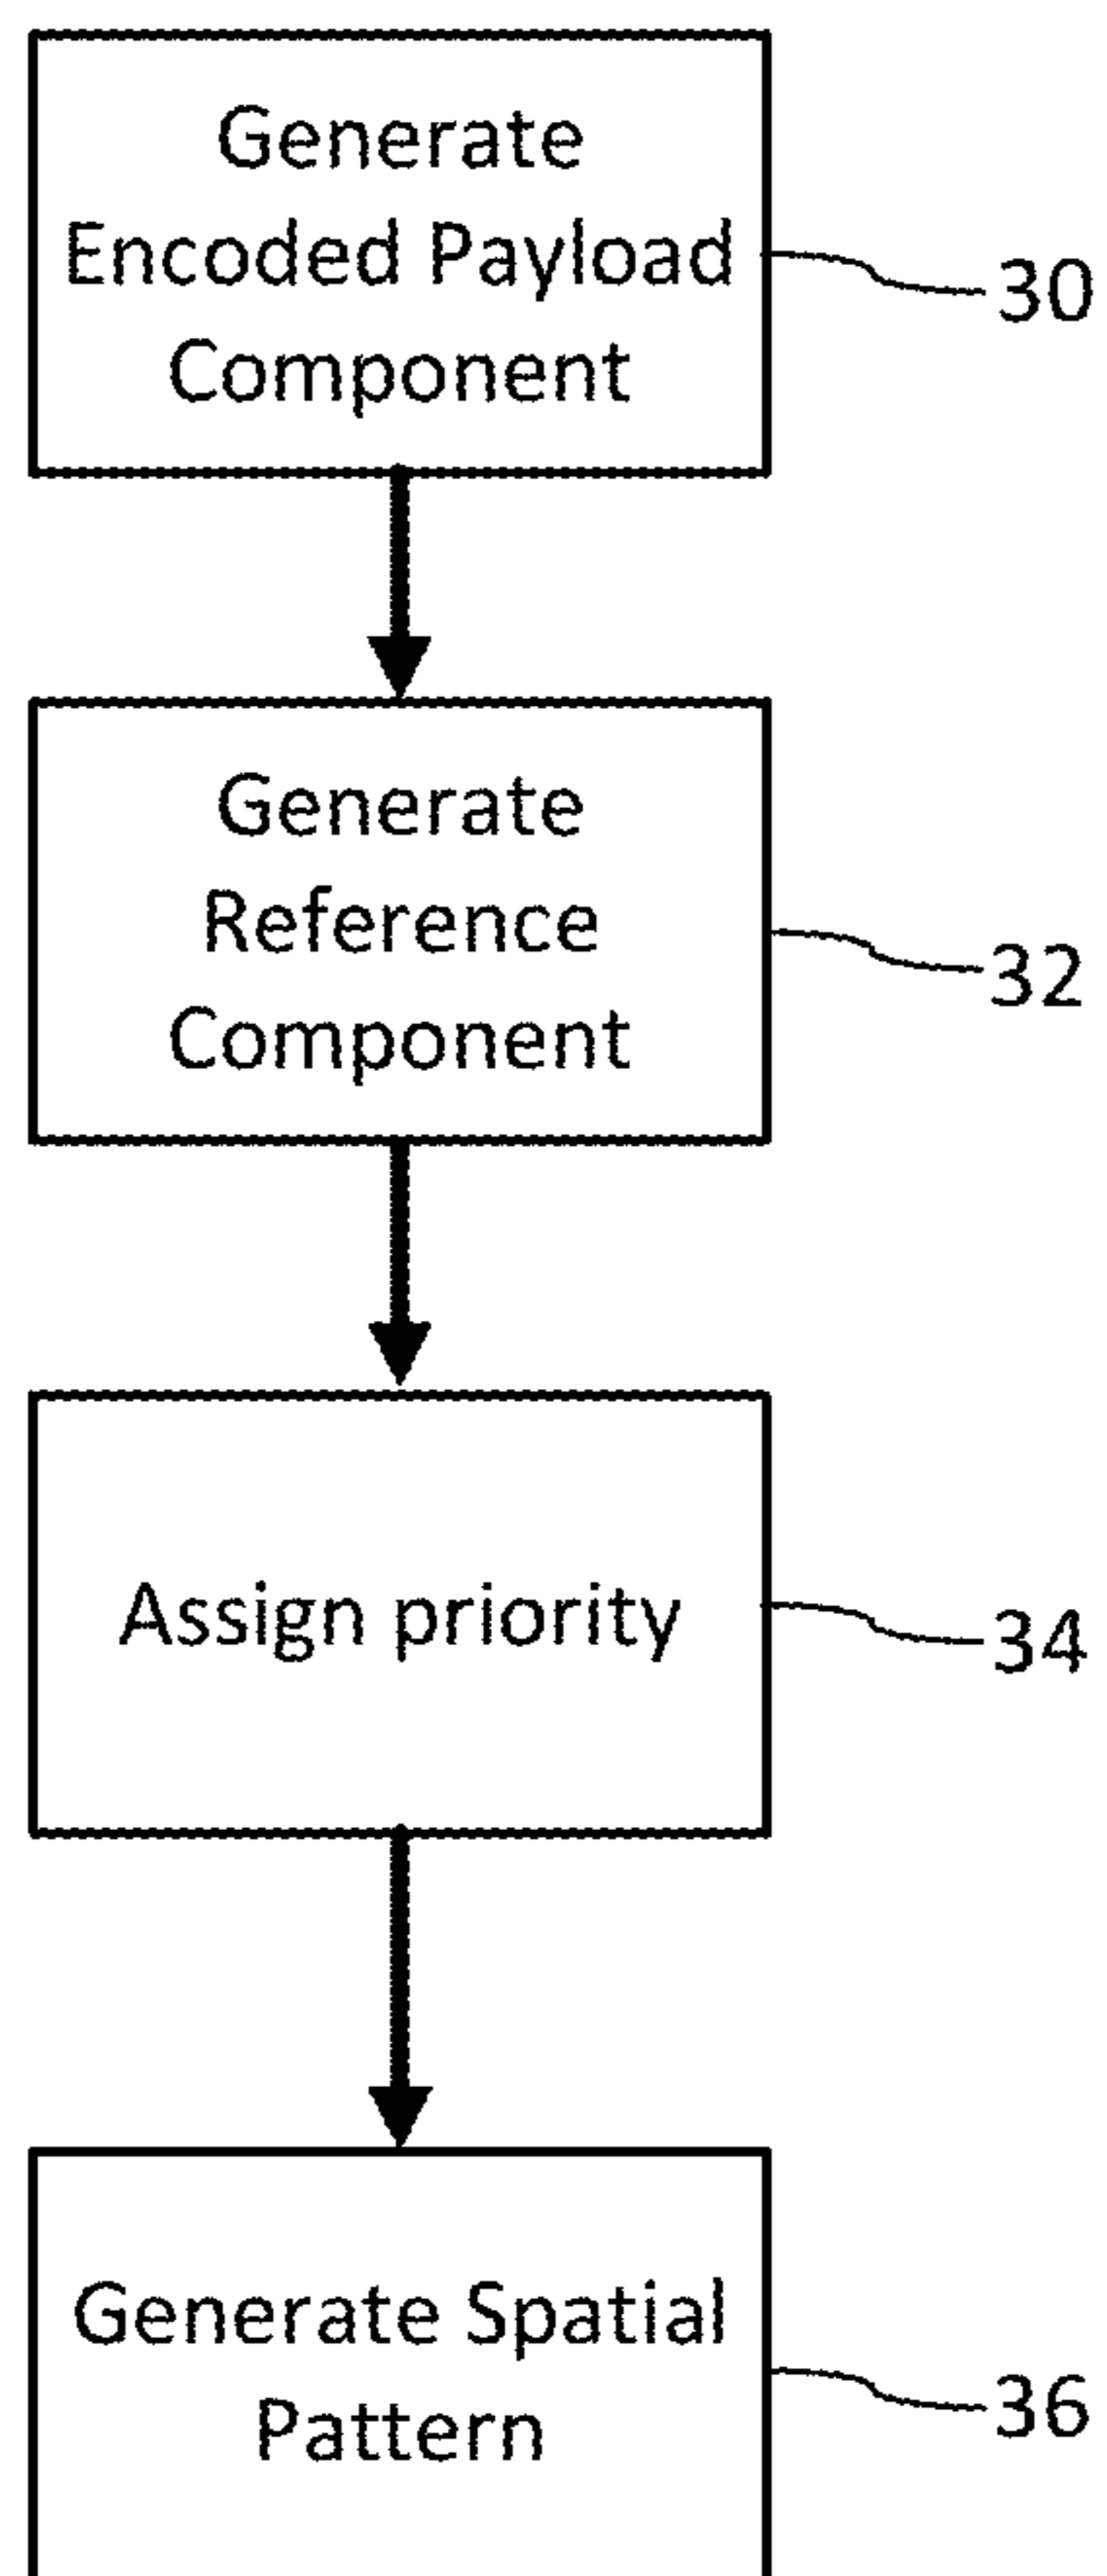 Generate
Encoded Payload
Component
30
Generate
Reference
Component
32
Assign priority
34
Generate Spatial
Pattern
36